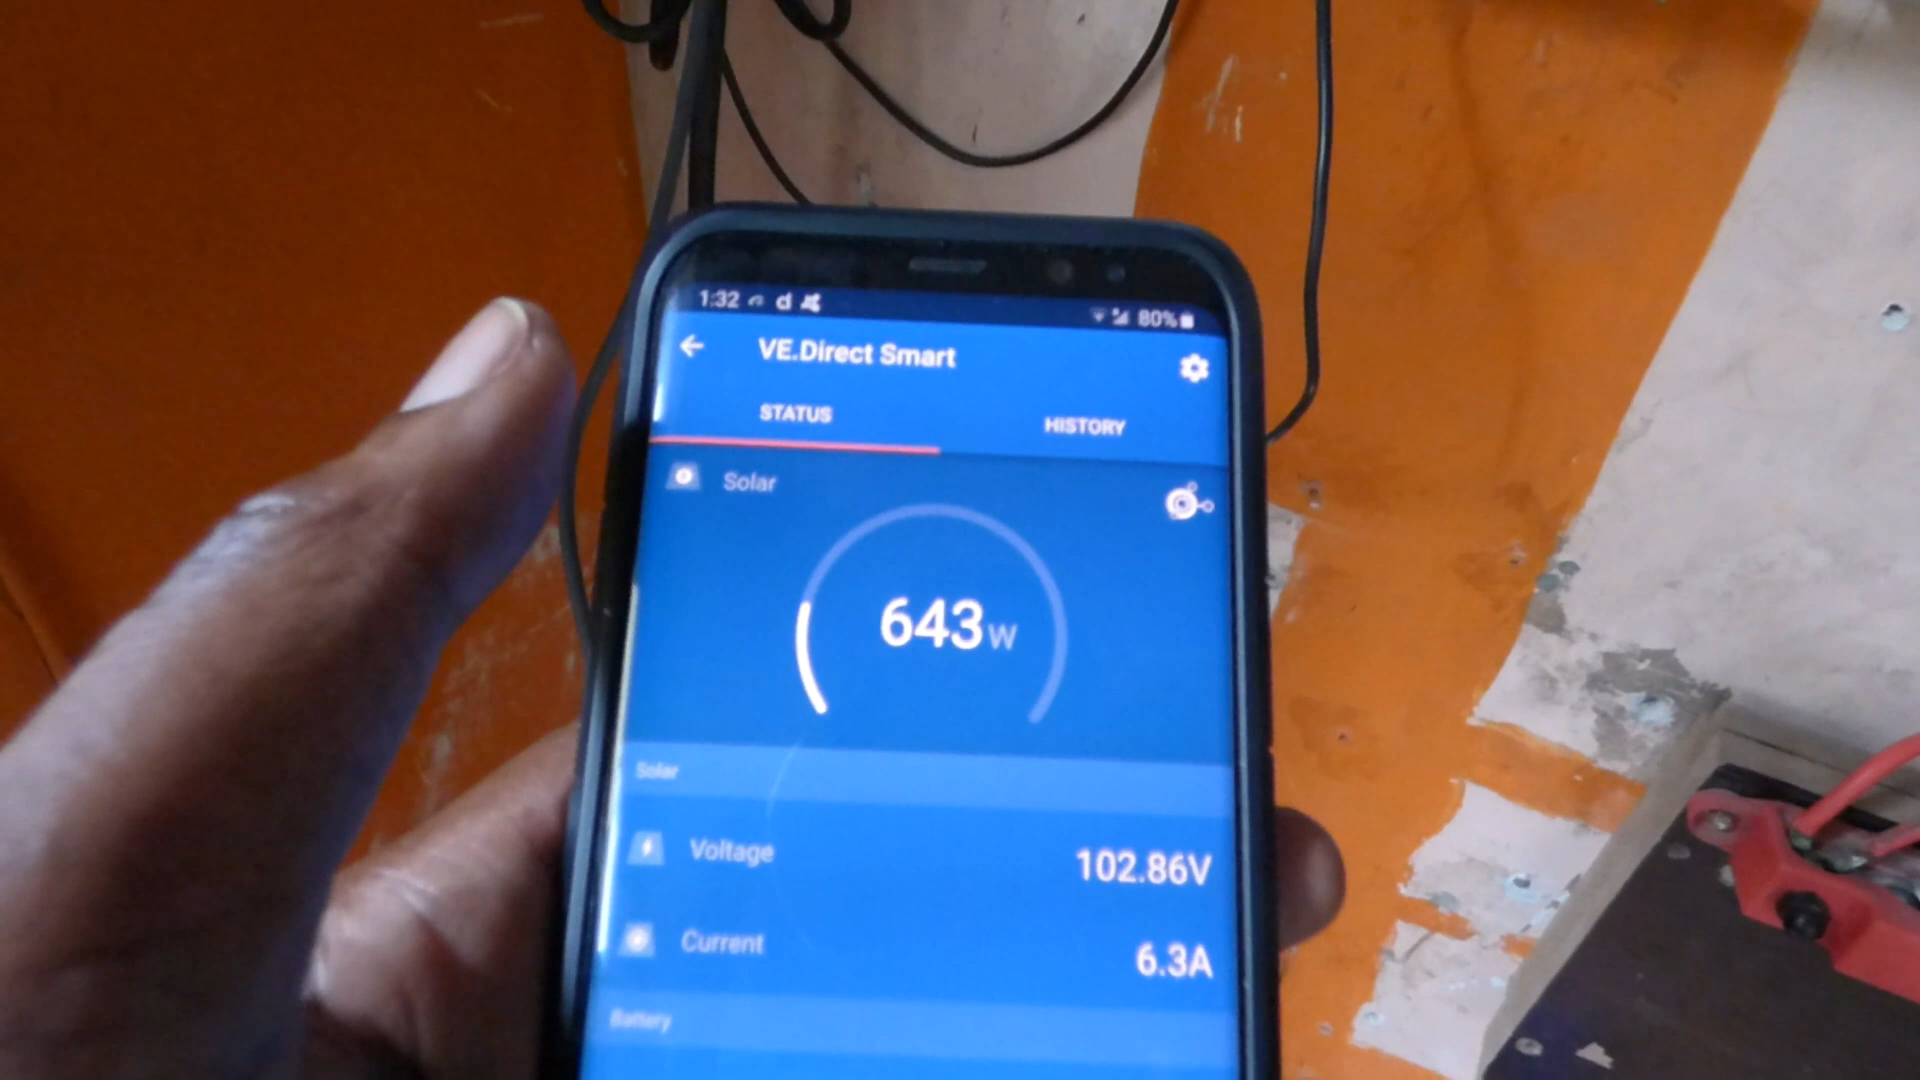 1:32 d 80%
VE.Direct Smart
STATUS HISTORY
Solar
643W
Solar
Voltage 102.86V
Current 6.3A
Battery